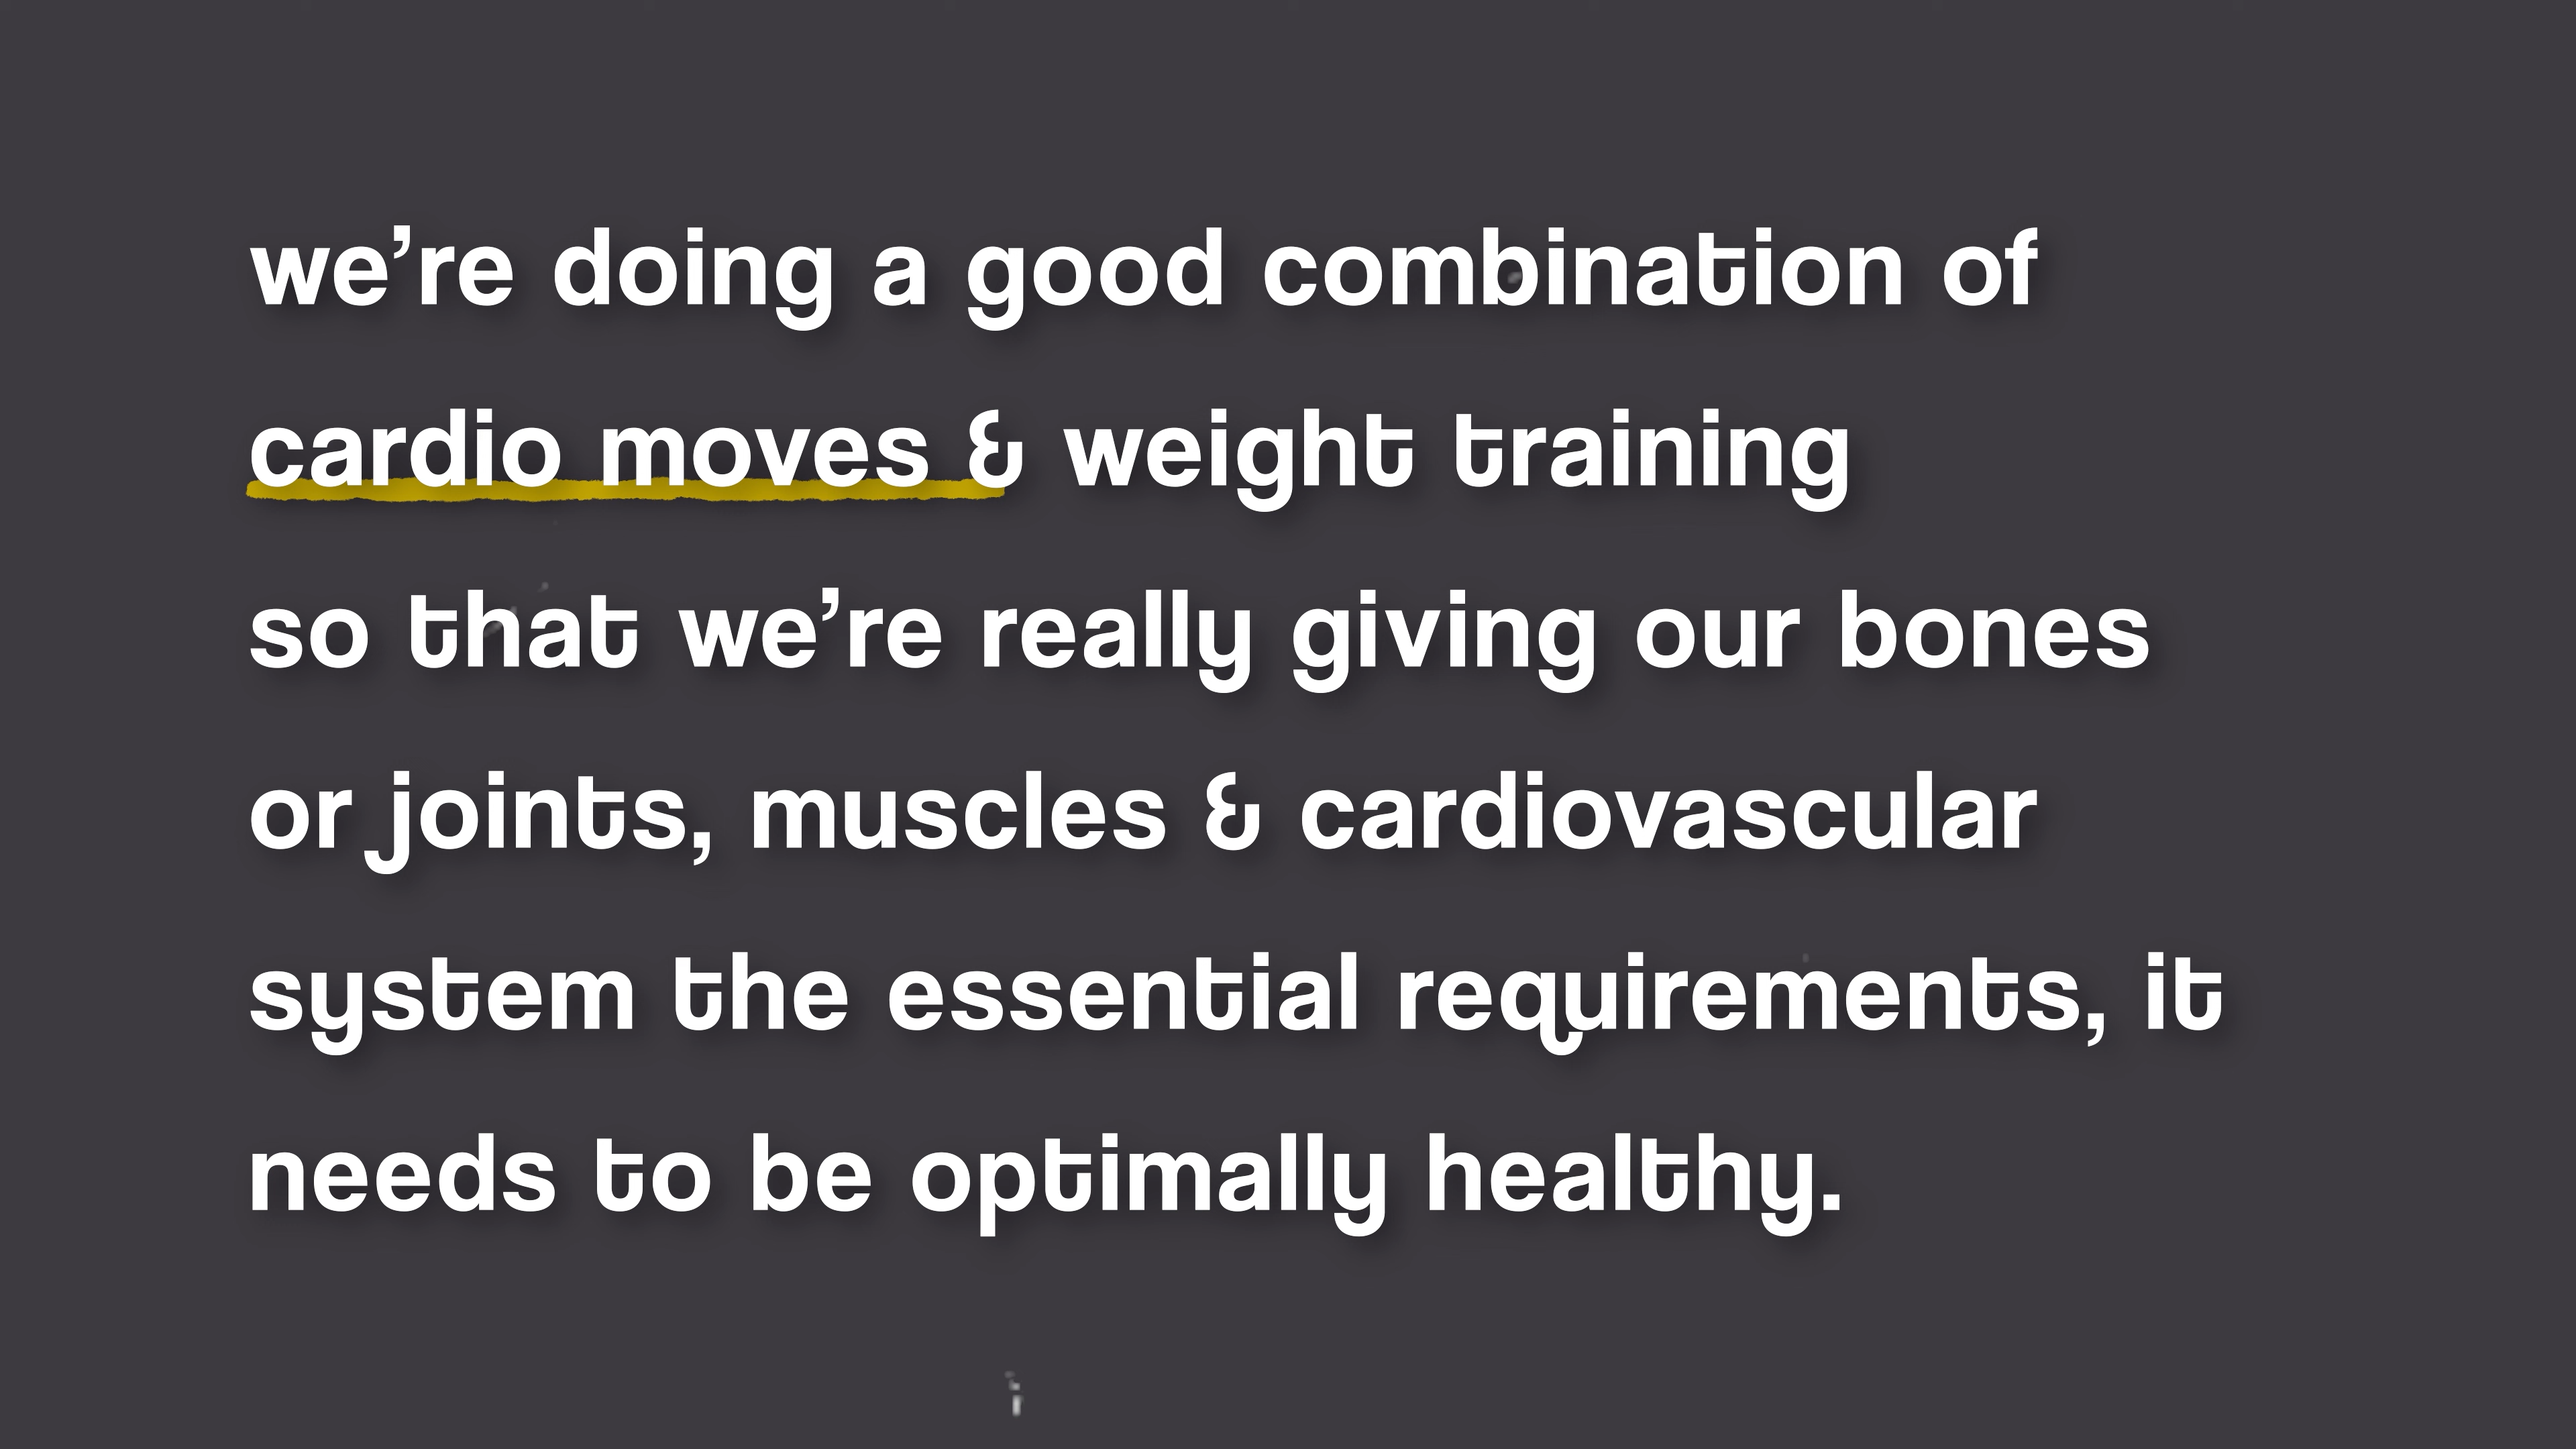 we’re doing a good combination of
cardio moves & weight training
so that we’re really giving our bones
or joints, muscles & cardiovascular
system the essential requirements, it
needs to be optimally healthy.